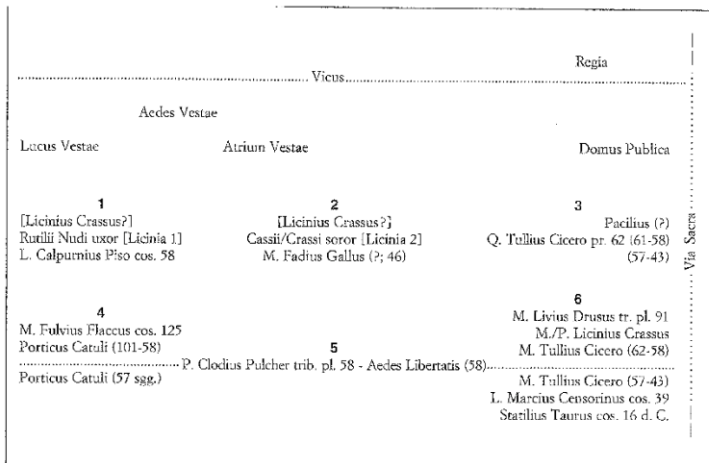 Regia
Vicus
Aedes Vestae
Lucus Vestae Atrium Vestae Domus Publica
1 2 3
[Licinius Crassus?] [Licinius Crassus?] Pacilius (?)
Rutilii Nudi uxor [Licinia 1] Cassii/Crassi soror [Licinia 2] Q. Tullius Cicero pr. 62 (61-58)
L. Calpurnius Piso cos. 58 M. Fadius Gallus (?; 46) (57-43)
Via Sacra
4 6
M. Livius Drusus tr. pl. 91
M. Fulvius Flaccus cos. 125 M./P. Licinius Crassus
Porticus Catuli (101-58) 5 M. Tullius Cicero (62-58)
P. Clodius Pulcher trib. pl. 58 - Aedes Libertatis (58)
Porticus Catuli (57 sgg.) M. Tullius Cicero (57-43)
L. Marcius Censorinus cos. 39
Statilius Taurus cos. 16 d. C.